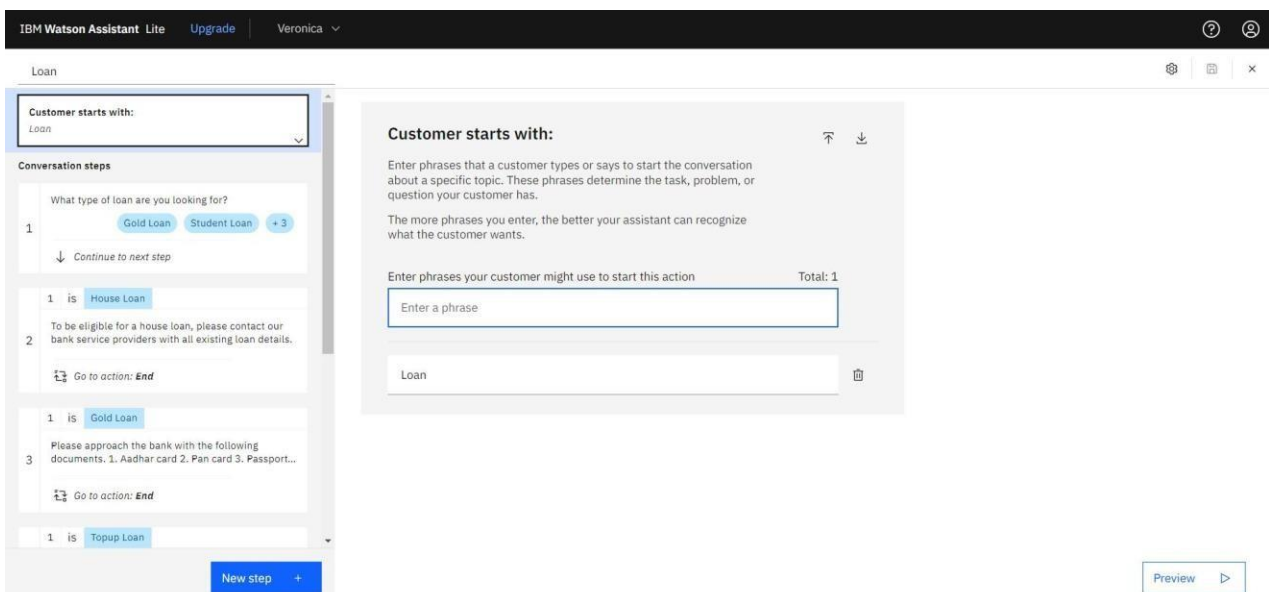 IBM Watson Assistant Lite Upgrade Veronica
Loan
Customer starts with:
Loan
Conversation steps
1
What type of loan are you looking for?
Gold Loan Student Loan + 3
Continue to next step
2
1 is House Loan
To be eligible for a house loan, please contact our
bank service providers with all existing loan details.
Go to action: End
3
1 is Gold Loan
Please approach the bank with the following
documents. 1. Aadhar card 2. Pan card 3. Passport...
Go to action: End
1 is Topup Loan
New step +
Customer starts with:
Enter phrases that a customer types or says to start the conversation
about a specific topic. These phrases determine the task, problem, or
question your customer has.
The more phrases you enter, the better your assistant can recognize
what the customer wants.
Enter phrases your customer might use to start this action Total: 1
Enter a phrase
Loan
Preview